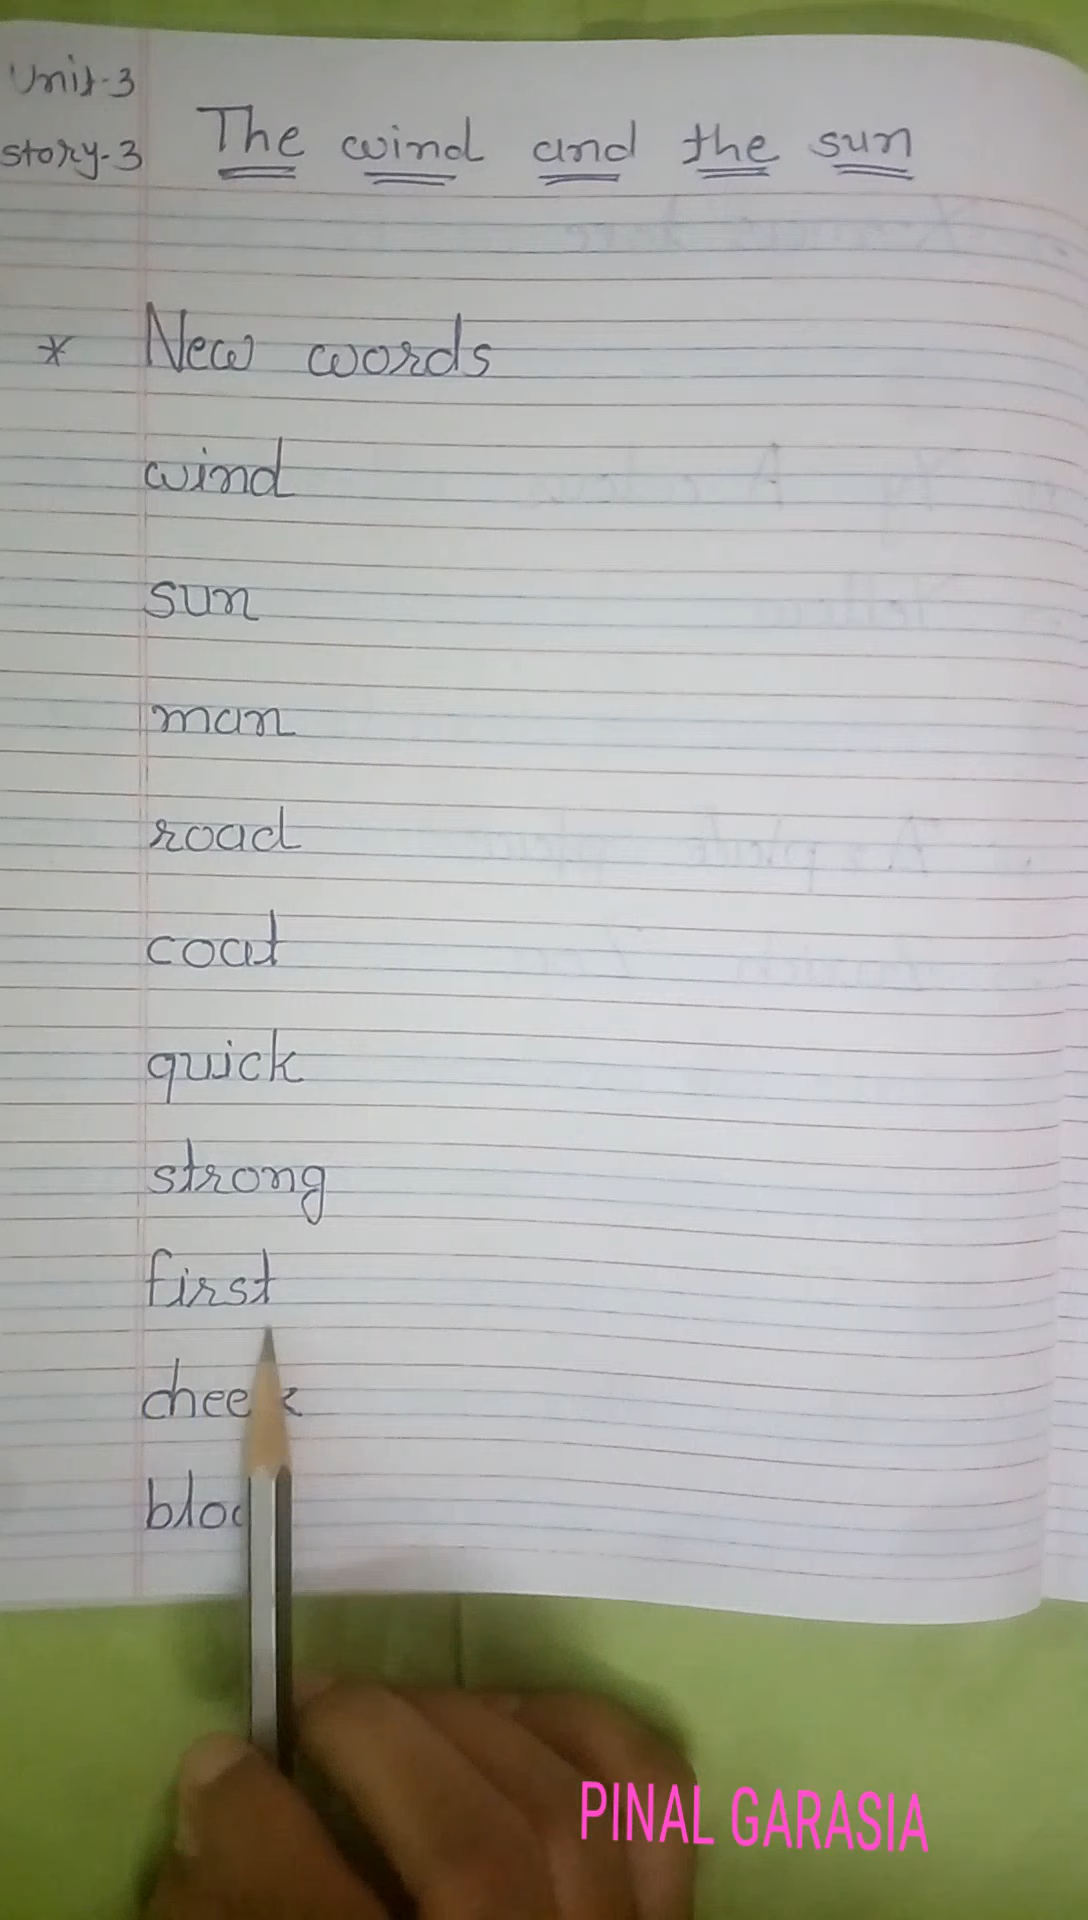 Unit-3
story-3 The wind and the sun
* New words
wind
sun
man
road
coat
quick
strong
first
PINAL GARASIA